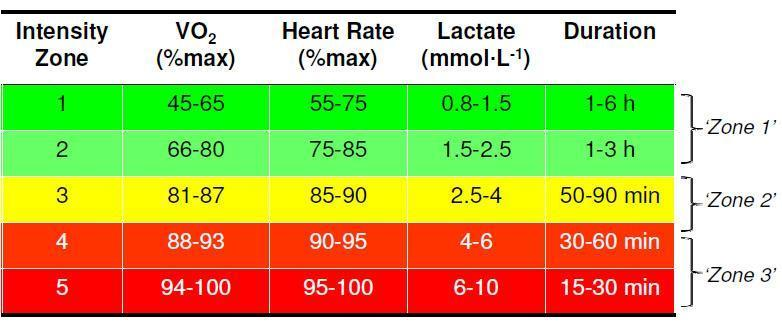 Intensity Zone VO₂ (%max) Heart Rate (%max) Lactate (mmol·L⁻¹) Duration
1 45-65 55-75 0.8-1.5 1-6 h
'Zone 1'
2 66-80 75-85 1.5-2.5 1-3 h
3 81-87 85-90 2.5-4 50-90 min 'Zone 2'
4 88-93 90-95 4-6 30-60 min
'Zone 3'
5 94-100 95-100 6-10 15-30 min